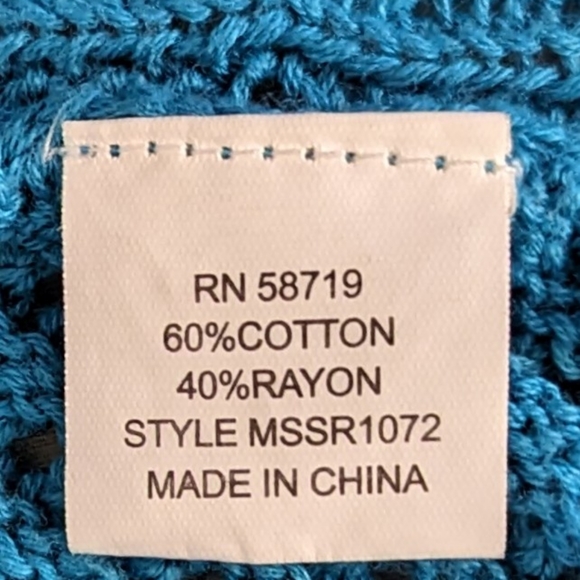 RN 58719
60%COTTON
40%RAYON
STYLE MSSR1072
MADE IN CHINA